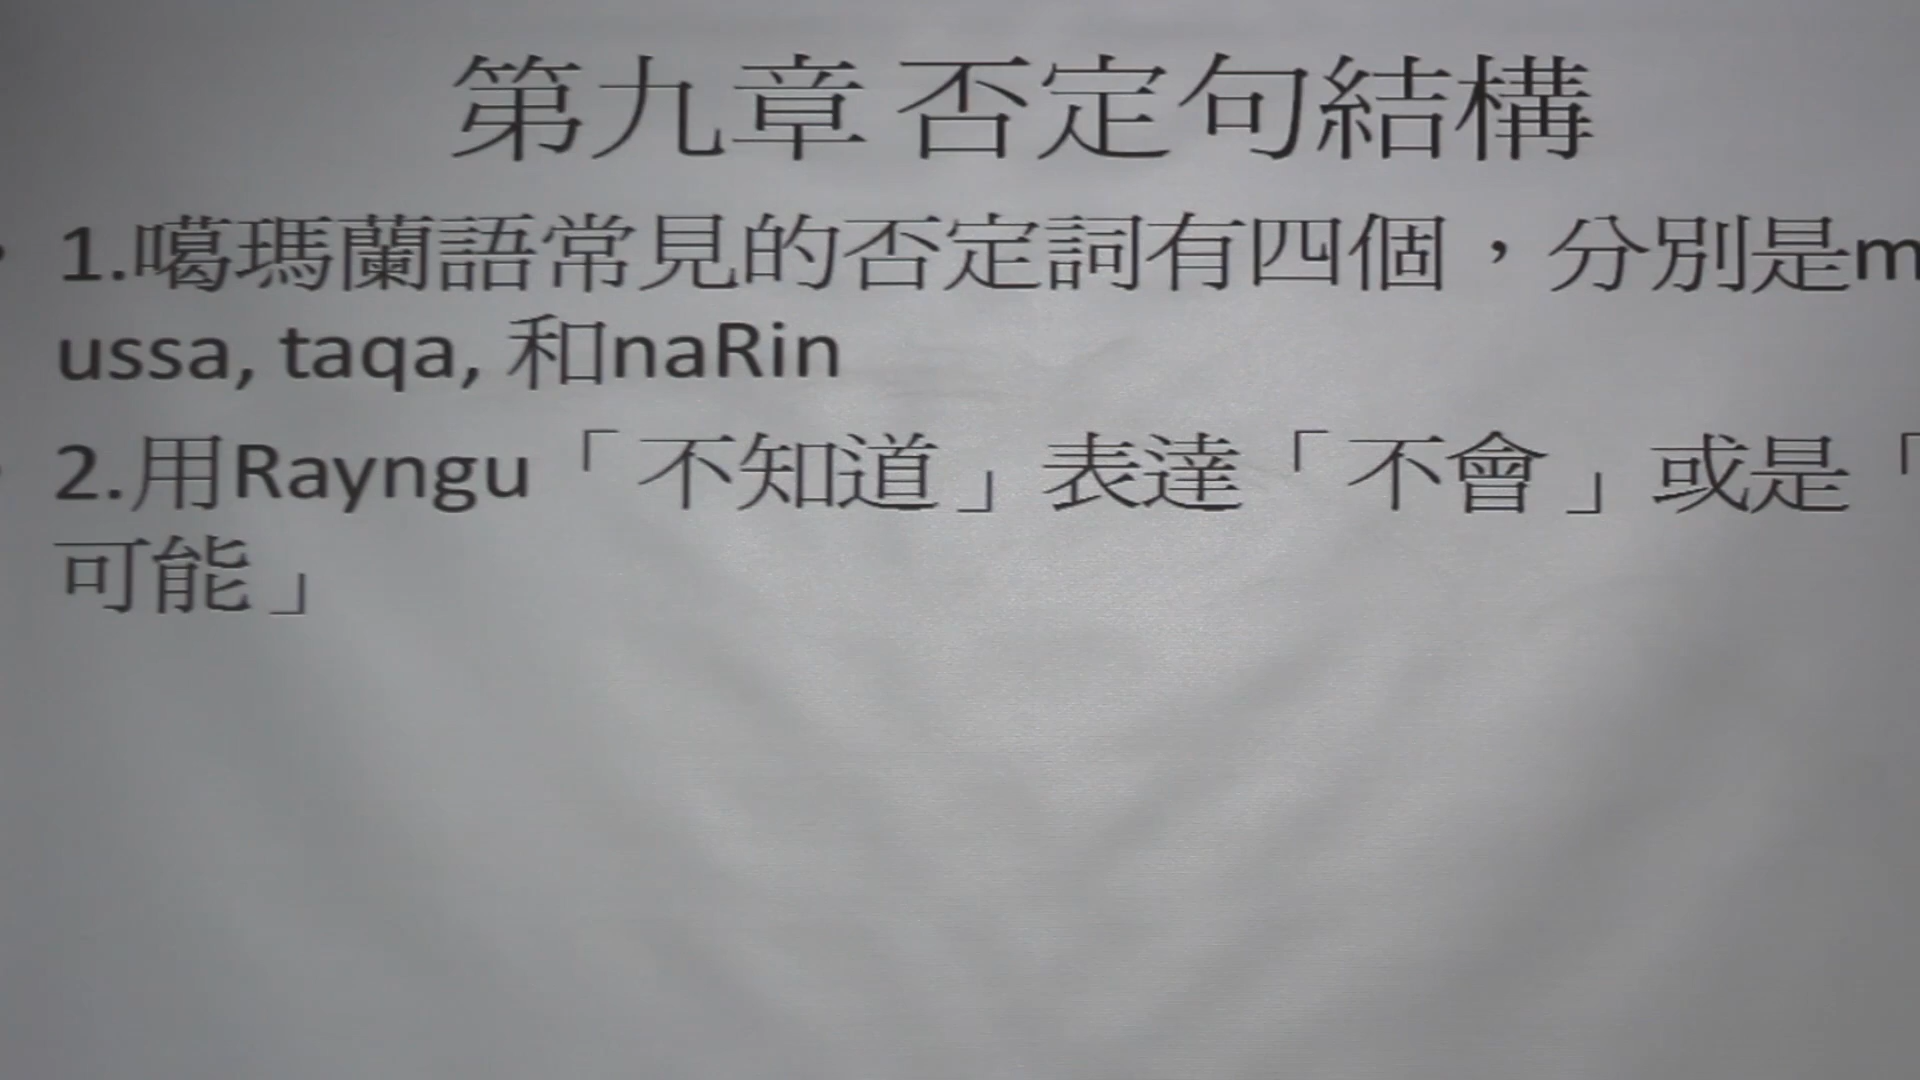 第九章 否定句結構
1.噶瑪蘭語常見的否定詞有四個，分別是m
ussa, taqa, 和naRin
2.用Rayngu「不知道」表達「不會」或是「
可能」